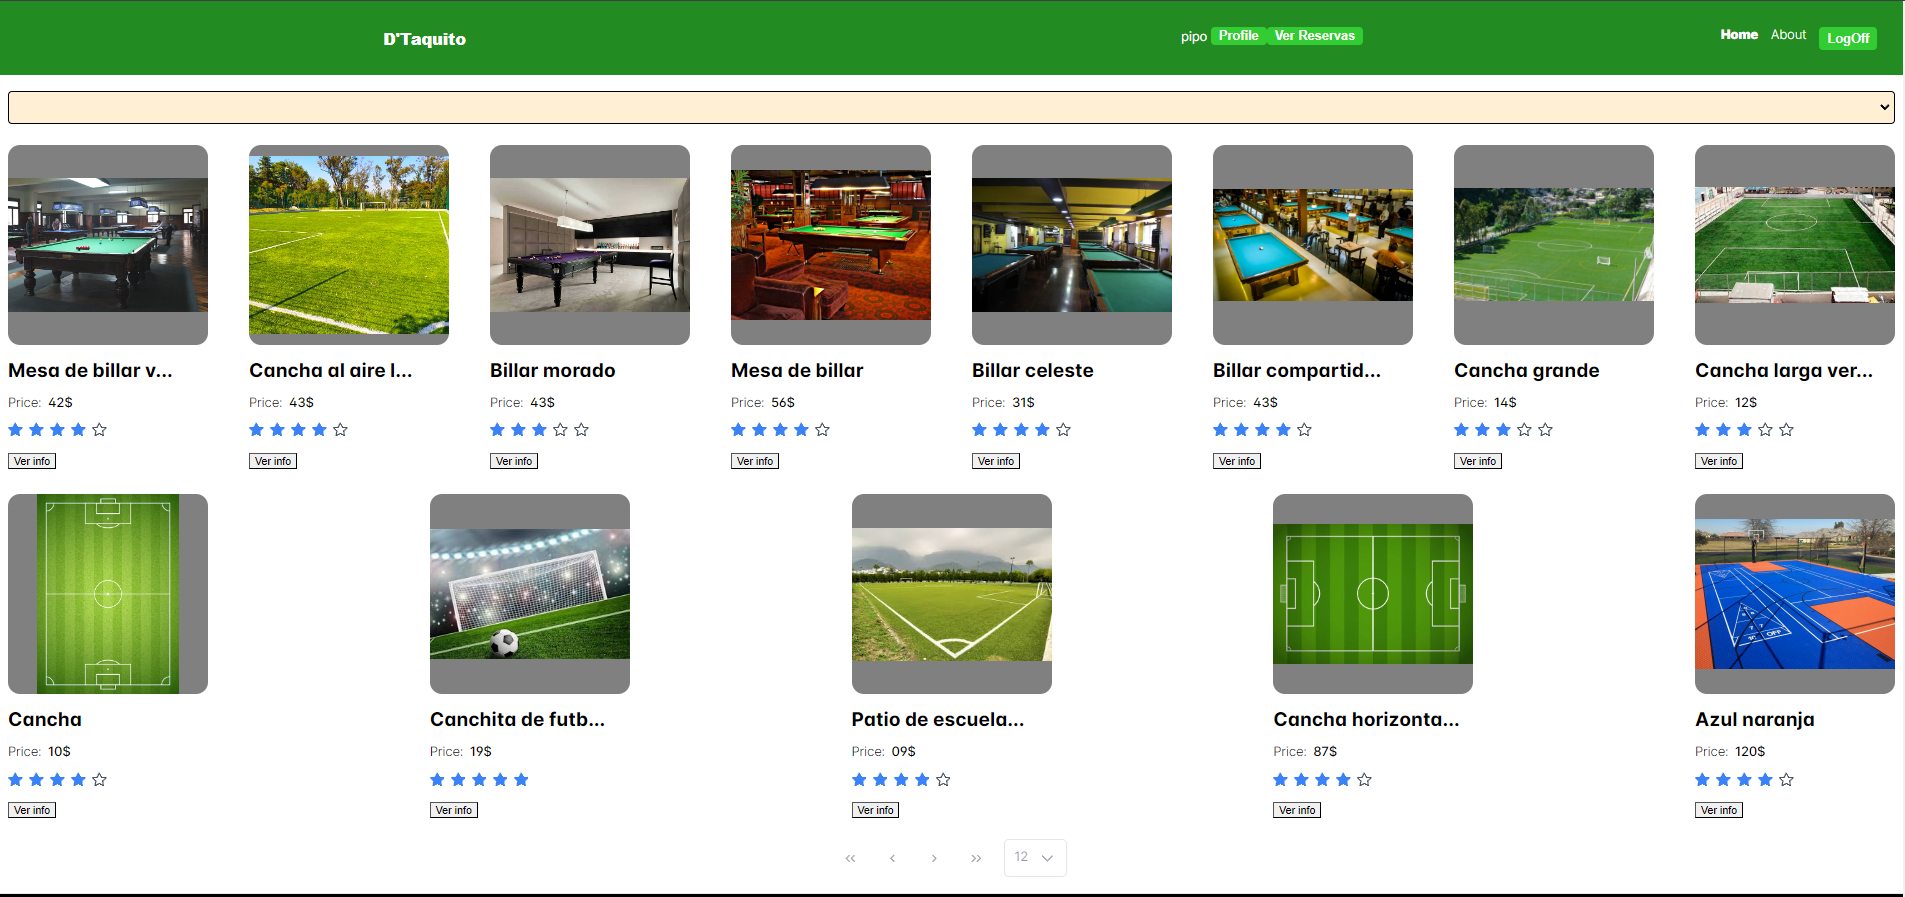 D'Taquito
pipo Profile Ver Reservas
Home About LogOff
Mesa de billar v... Cancha al aire l... Billar morado Mesa de billar Billar celeste Billar compartid... Cancha grande Cancha larga ver...
Price: 42$ Price: 43$ Price: 43$ Price: 56$ Price: 31$ Price: 43$ Price: 14$ Price: 12$
Ver info Ver info Ver info Ver info Ver info Ver info Ver info Ver info
Cancha Canchita de futb... Patio de escuela... Cancha horizonta... Azul naranja
Price: 10$ Price: 19$ Price: 09$ Price: 87$ Price: 120$
Ver info Ver info Ver info Ver info Ver info
12